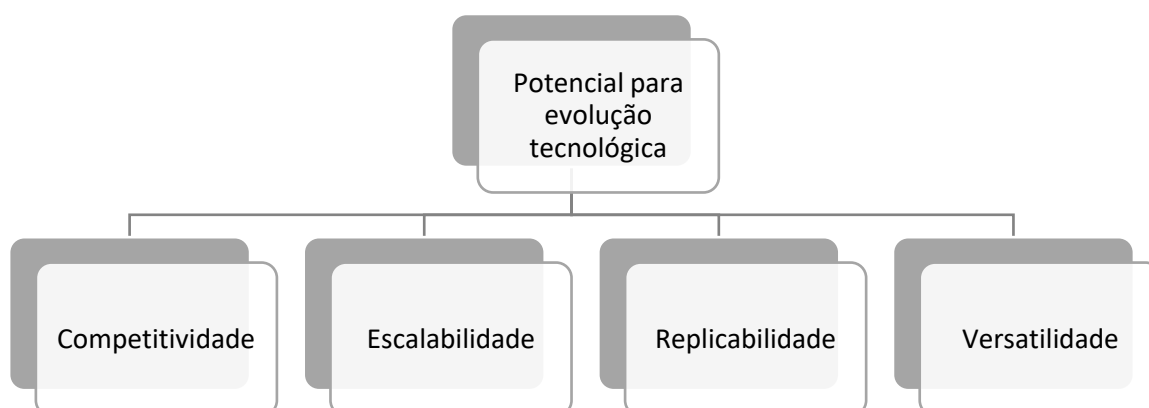 Potencial para
evolução
tecnológica
Competitividade
Escalabilidade
Replicabilidade
Versatilidade